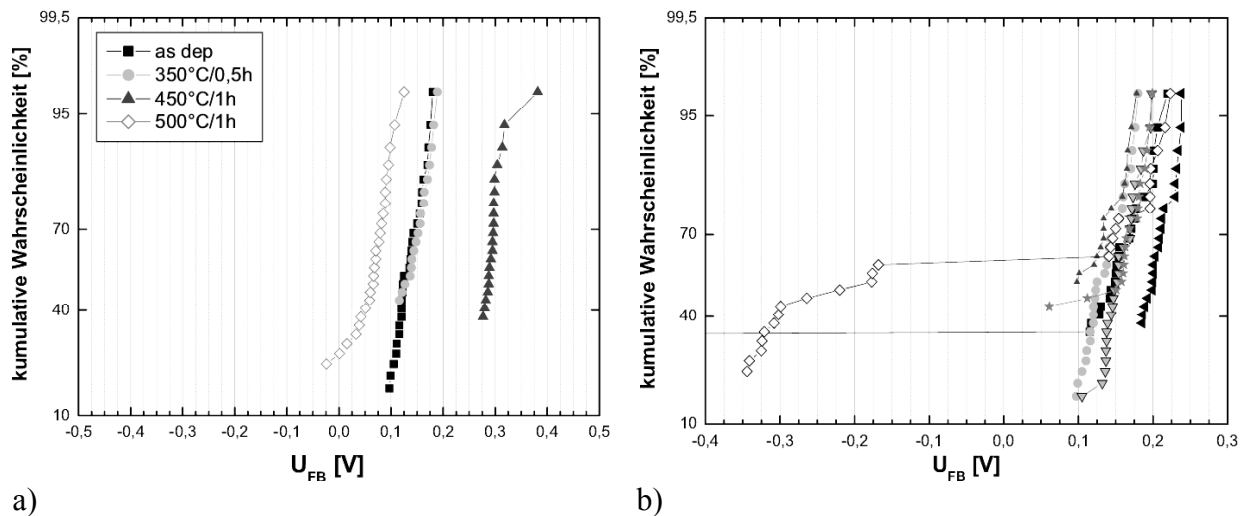 99,5
95
70
40
10
kumulative Wahrscheinlichkeit [%]
as dep
350°C/0,5h
450°C/1h
500°C/1h
-0,5 -0,4 -0,3 -0,2 -0,1 0,0 0,1 0,2 0,3 0,4 0,5
U_FB [V]
a)
99,5
95
70
40
10
kumulative Wahrscheinlichkeit [%]
-0,4 -0,3 -0,2 -0,1 0,0 0,1 0,2 0,3
U_FB [V]
b)